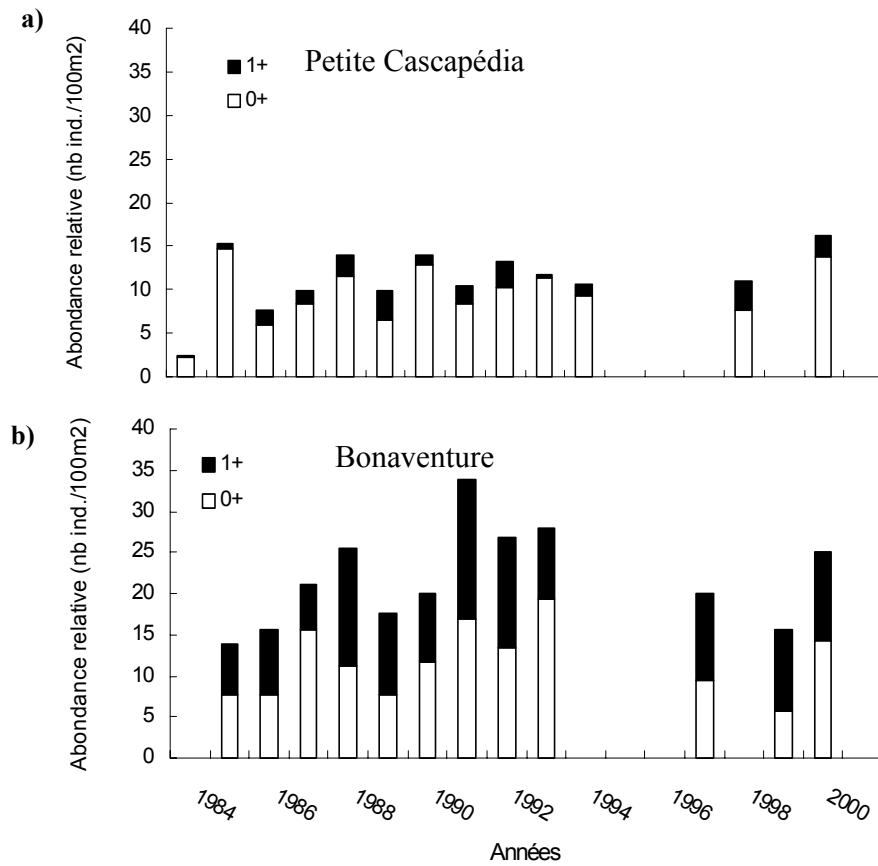 a)
Petite Cascapédia
1+
0+
Abondance relative (nb ind./100m2)
40
35
30
25
20
15
10
5
0
b)
Bonaventure
1+
0+
Abondance relative (nb ind./100m2)
40
35
30
25
20
15
10
5
0
1984 1986 1988 1990 1992 1994 1996 1998 2000
Années